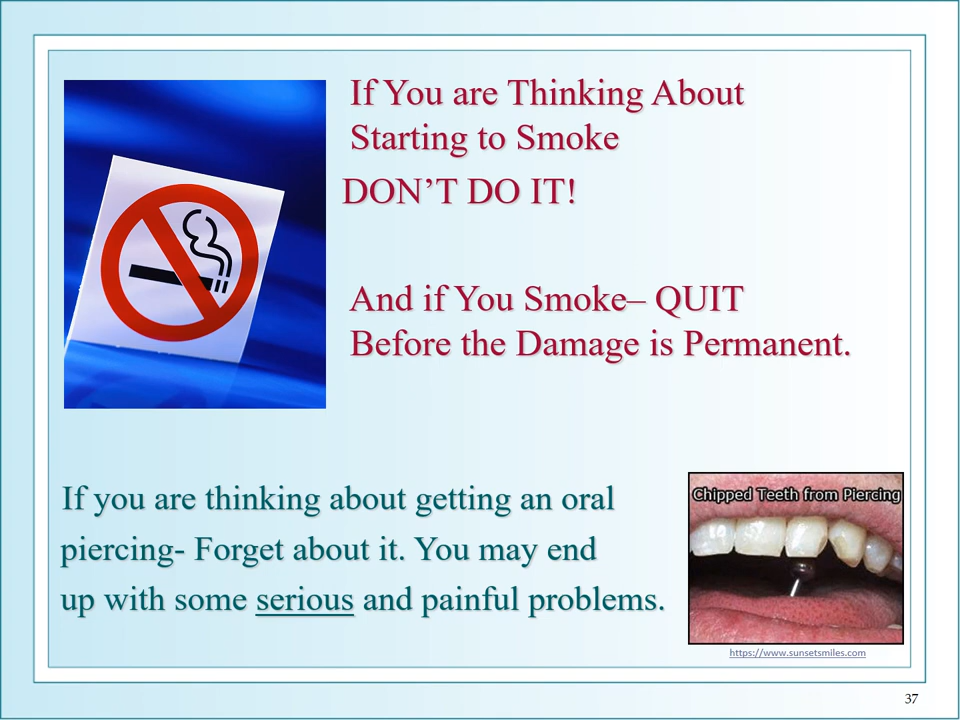 If You are Thinking About
Starting to Smoke
DON’T DO IT!
And if You Smoke– QUIT
Before the Damage is Permanent.
If you are thinking about getting an oral
piercing- Forget about it. You may end
up with some serious and painful problems.
Chipped Teeth from Piercing
https://www.sunsetsmiles.com
37